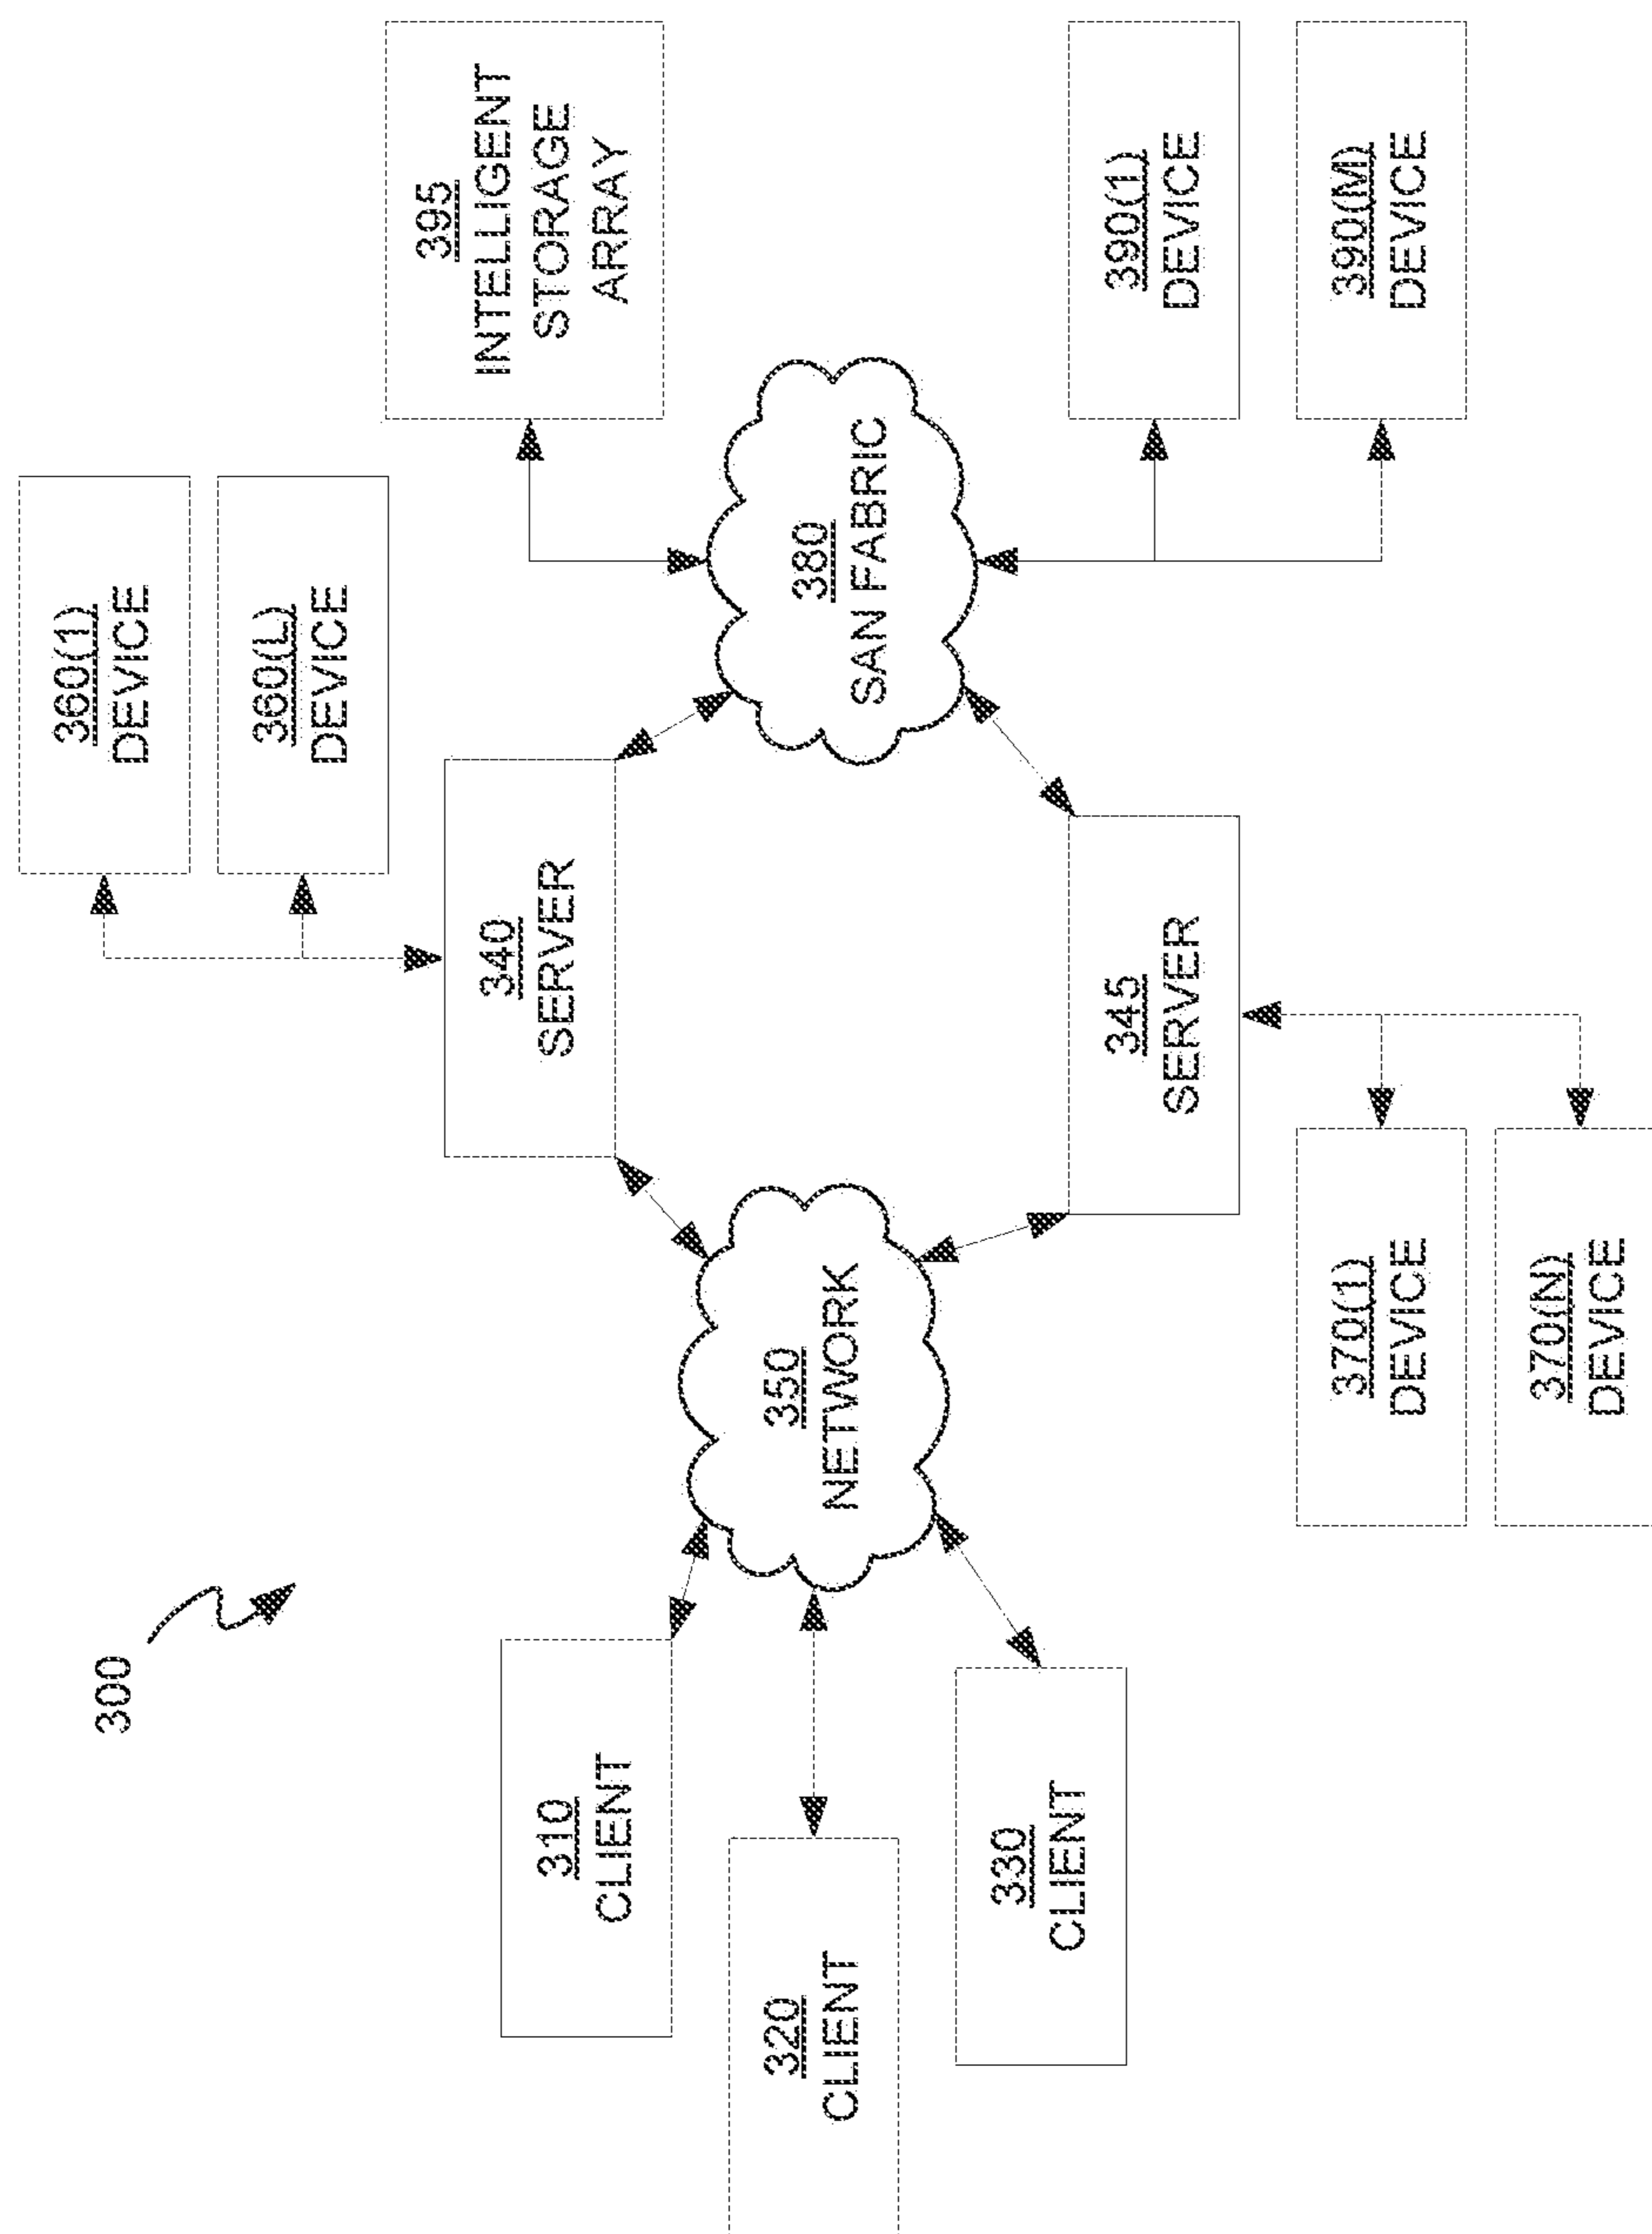 300
360(1)
DEVICE
360(L)
DEVICE
395
INTELLIGENT
STORAGE
ARRAY
310
CLIENT
340
SERVER
320
CLIENT
350
NETWORK
380
SAN FABRIC
330
CLIENT
345
SERVER
390(1)
DEVICE
370(1)
DEVICE
390(M)
DEVICE
370(N)
DEVICE